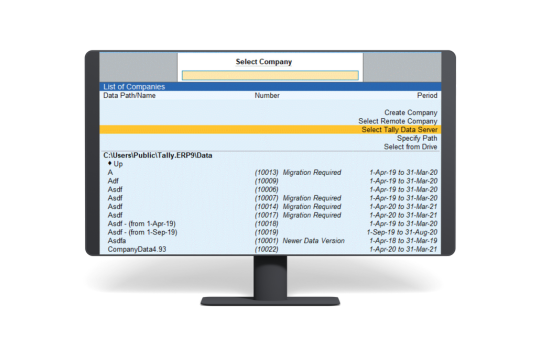 Select Company
List of Companies
Data Path/Name Number Period
Create Company
Select Remote Company
Select Tally Data Server
Specify Path
Select from Drive
C:\Users\Public\Tally.ERP9\Data
♦ Up
A (10013) Migration Required 1-Apr-19 to 31-Mar-20
Adf (10009) 1-Apr-19 to 31-Mar-20
Asdf (10006) 1-Apr-19 to 31-Mar-20
Asdf (10007) Migration Required 1-Apr-19 to 31-Mar-20
Asdf (10014) Migration Required 1-Apr-20 to 31-Mar-21
Asdf (10017) Migration Required 1-Apr-20 to 31-Mar-21
Asdf - (from 1-Apr-19) (10018) 1-Apr-19 to 31-Mar-20
Asdf - (from 1-Sep-19) (10019) 1-Sep-19 to 31-Aug-20
Asdfa (10001) Newer Data Version 1-Apr-18 to 31-Mar-19
CompanyData4.93 (10022) 1-Apr-20 to 31-Mar-21